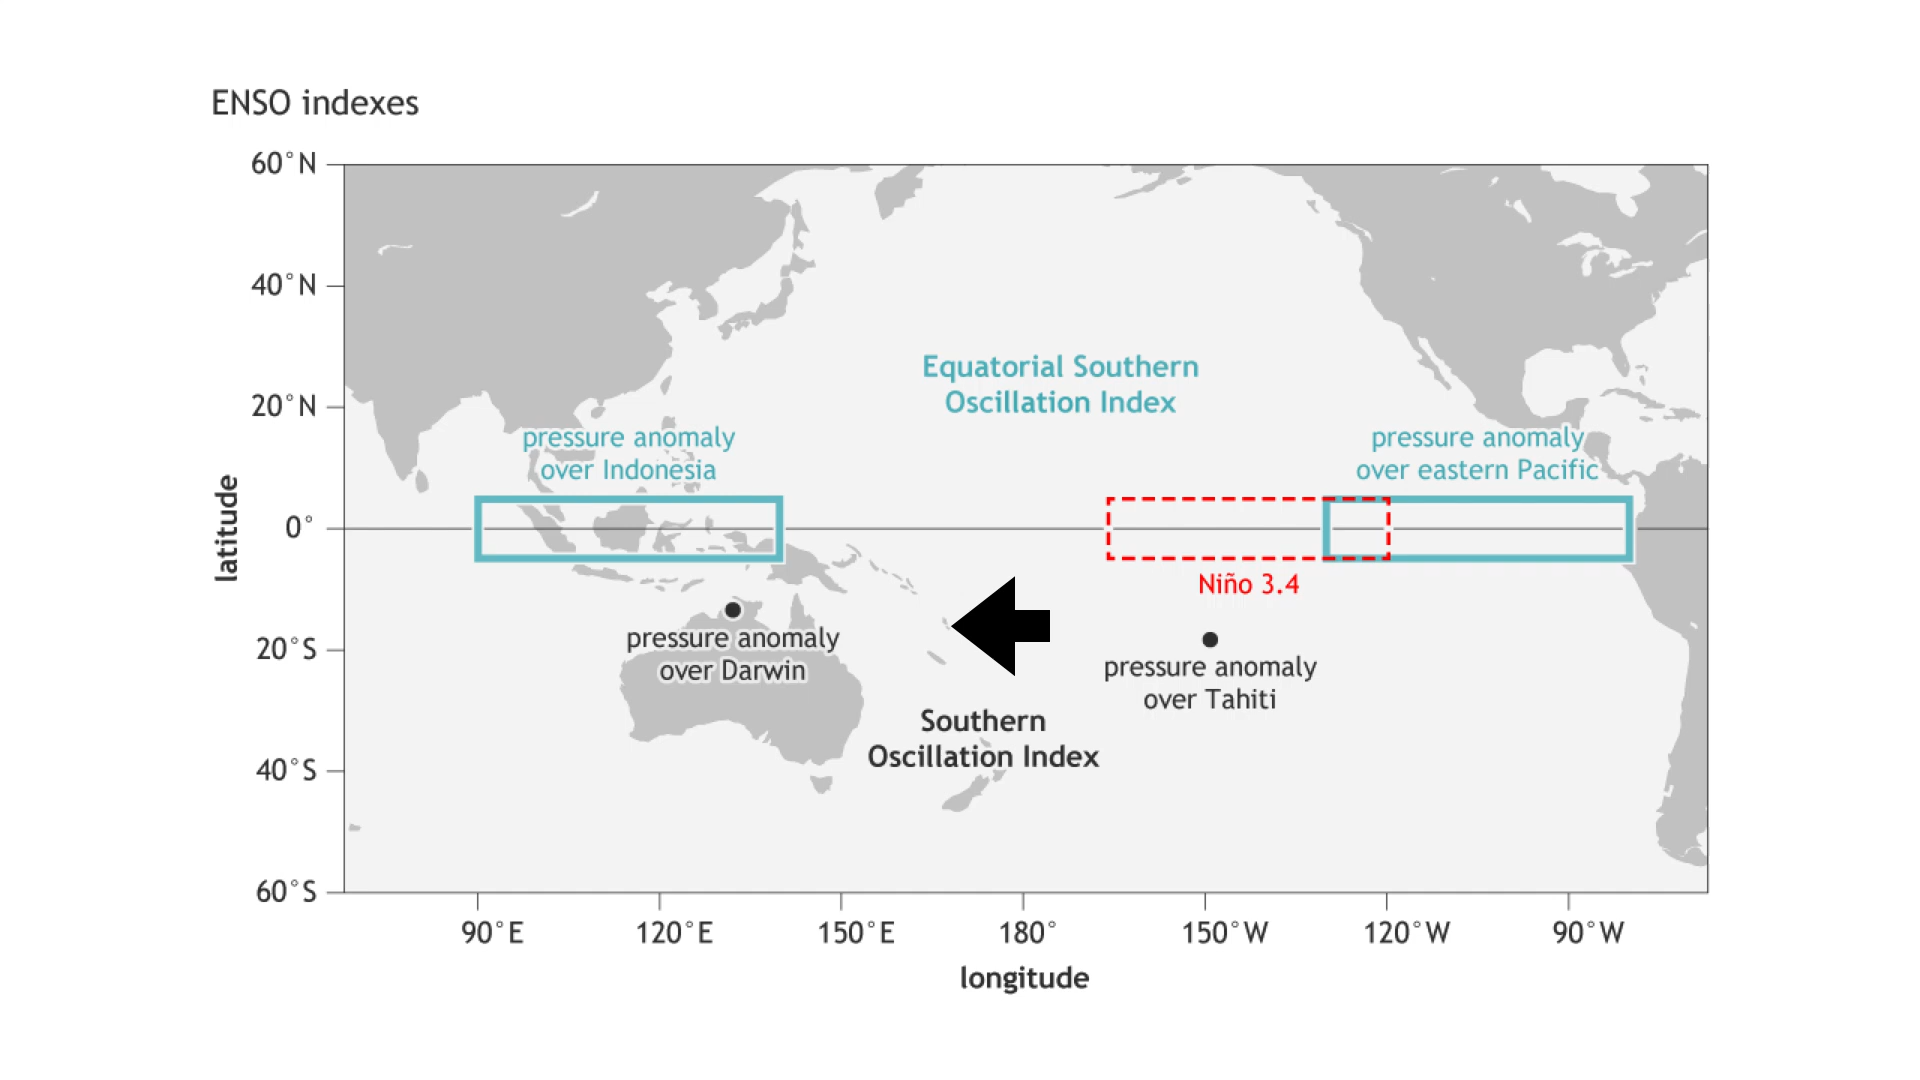 ENSO indexes
60°N
40°N
20°N
0°
20°S
40°S
60°S
latitude
Equatorial Southern
Oscillation Index
pressure anomaly
over Indonesia
pressure anomaly
over eastern Pacific
Niño 3.4
pressure anomaly
over Darwin
pressure anomaly
over Tahiti
Southern
Oscillation Index
90°E
120°E
150°E
180°
150°W
120°W
90°W
longitude